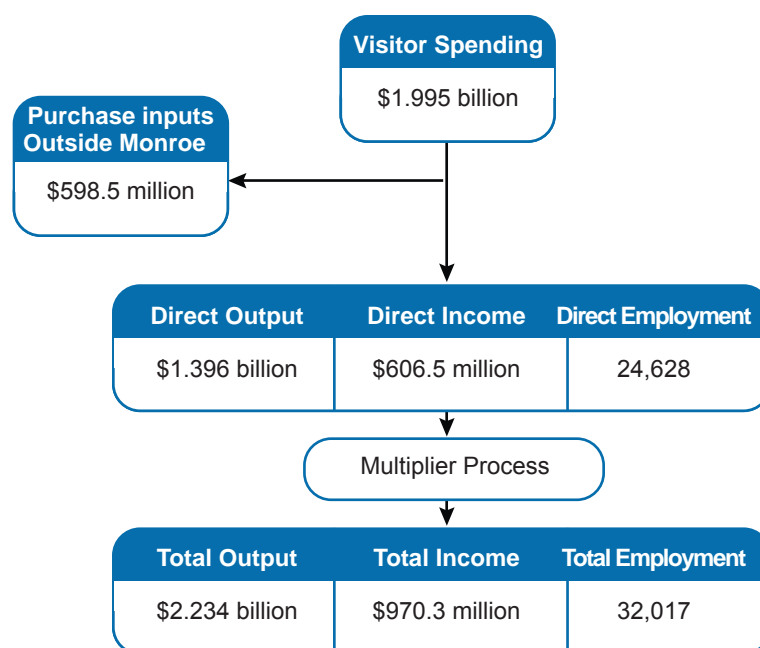 Visitor Spending
$1.995 billion
Purchase inputs
Outside Monroe
$598.5 million
Direct Output Direct Income Direct Employment
$1.396 billion $606.5 million 24,628
Multiplier Process
Total Output Total Income Total Employment
$2.234 billion $970.3 million 32,017